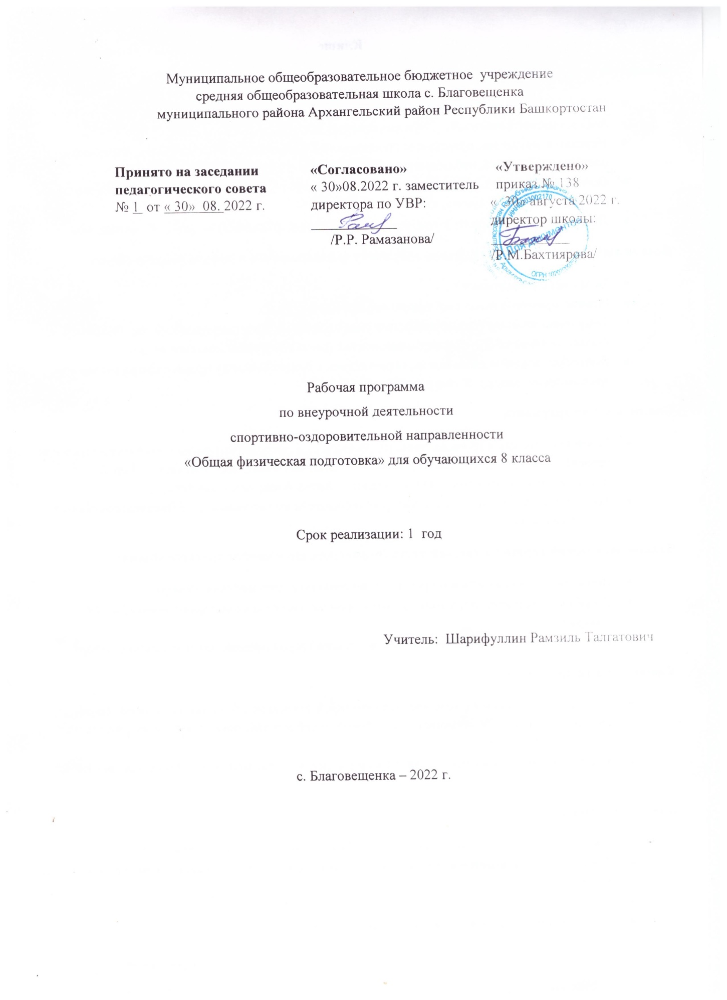 Муниципальное общеобразовательное бюджетное учреждение
средняя общеобразовательная школа с. Благовещенка
муниципального района Архангельский район Республики Башкортостан
Принято на заседании
педагогического совета
№ 1 от « 30» 08. 2022 г.
«Согласовано»
« 30»08.2022 г. заместитель
директора по УВР:
/Р.Р. Рамазанова/
«Утверждено»
приказ № 138
« 30» августа 2022 г.
директор школы:
/Р.М.Бахтиярова/
ИНН0203002170
Для документов
ОГРН
Рабочая программа
по внеурочной деятельности
спортивно-оздоровительной направленности
«Общая физическая подготовка» для обучающихся 8 класса
Срок реализации: 1 год
Учитель: Шарифуллин Рамзиль Талгатович
с. Благовещенка – 2022 г.